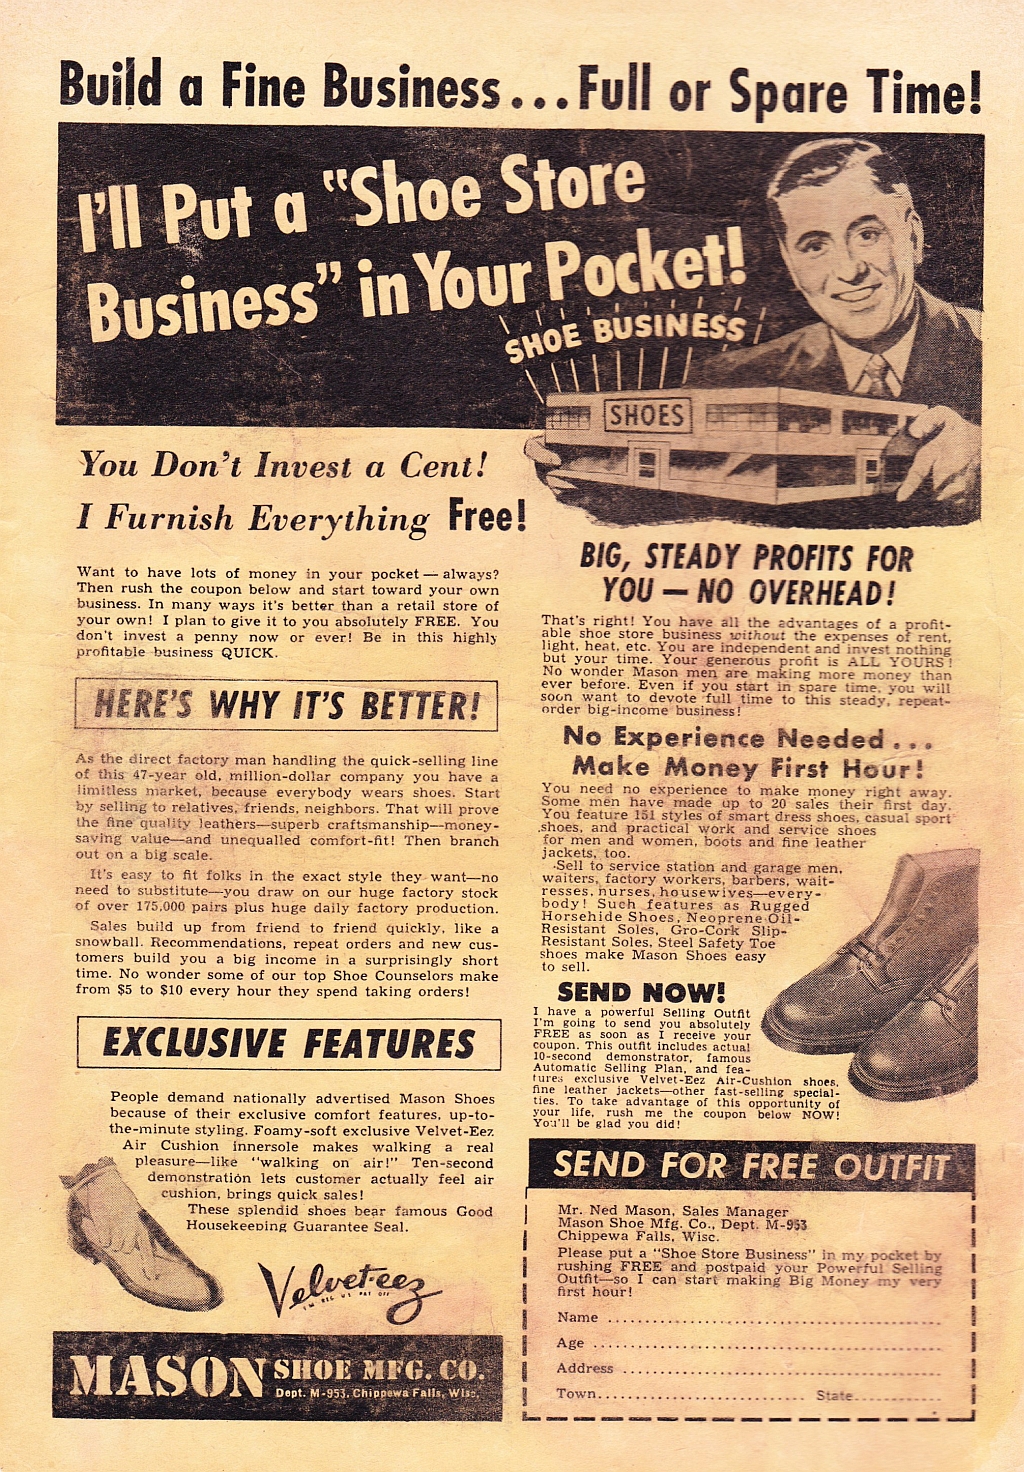 Build a Fine Business...Full or Spare Time!
I'll Put a "Shoe Store
Business" in Your Pocket!
SHOE BUSINESS
SHOES
You Don't Invest a Cent!
I Furnish Everything Free!
Want to have lots of money in your pocket—always?
Then rush the coupon below and start toward your own
business. In many ways it's better than a retail store of
your own! I plan to give it to you absolutely FREE. You
don't invest a penny now or ever! Be in this highly
profitable business QUICK.
HERE'S WHY IT'S BETTER!
As the direct factory man handling the quick-selling line
of this 47-year old, million-dollar company you have a
limitless market, because everybody wears shoes. Start
by selling to relatives, friends, neighbors. That will prove
the fine quality leathers—superb craftsmanship—money-
saving value—and unequalled comfort-fit! Then branch
out on a big scale.
It's easy to fit folks in the exact style they want—no
need to substitute—you draw on our huge factory stock
of over 175,000 pairs plus huge daily factory production.
Sales build up from friend to friend quickly, like a
snowball. Recommendations, repeat orders and new cus-
tomers build you a big income in a surprisingly short
time. No wonder some of our top Shoe Counselors make
from $5 to $10 every hour they spend taking orders!
EXCLUSIVE FEATURES
People demand nationally advertised Mason Shoes
because of their exclusive comfort features, up-to-
the-minute styling. Foamy-soft exclusive Velvet-Eez
Air Cushion innersole makes walking a real
pleasure—like "walking on air!" Ten-second
demonstration lets customer actually feel air
cushion, brings quick sales!
These splendid shoes bear famous Good
Housekeeping Guarantee Seal.
Velvet-eez
MASON SHOE MFG. CO.
Dept. M-953, Chippewa Falls, Wisc.
BIG, STEADY PROFITS FOR
YOU — NO OVERHEAD!
That's right! You have all the advantages of a profit-
able shoe store business without the expenses of rent,
light, heat, etc. You are independent and invest nothing
but your time. Your generous profit is ALL YOURS!
No wonder Mason men are making more money than
ever before. Even if you start in spare time, you will
soon want to devote full time to this steady, repeat-
order big-income business!
No Experience Needed...
Make Money First Hour!
You need no experience to make money right away.
Some men have made up to 20 sales their first day.
You feature 151 styles of smart dress shoes, casual sport
shoes, and practical work and service shoes
for men and women, boots and fine leather
jackets, too.
Sell to service station and garage men,
waiters, factory workers, barbers, wait-
resses, nurses, housewives—every-
body! Such features as Rugged
Horsehide Shoes, Neoprene Oil-
Resistant Soles, Gro-Cork Slip-
Resistant Soles, Steel Safety Toe
shoes make Mason Shoes easy
to sell.
SEND NOW!
I have a powerful Selling Outfit
I'm going to send you absolutely
FREE as soon as I receive your
coupon. This outfit includes actual
10-second demonstrator, famous
Automatic Selling Plan, and fea-
tures exclusive Velvet-Eez Air-Cushion shoes,
fine leather jackets—other fast-selling special-
ties. To take advantage of this opportunity of
your life, rush me the coupon below NOW!
You'll be glad you did!
SEND FOR FREE OUTFIT
Mr. Ned Mason, Sales Manager
Mason Shoe Mfg. Co., Dept. M-953
Chippewa Falls, Wisc.
Please put a "Shoe Store Business" in my pocket by
rushing FREE and postpaid your Powerful Selling
Outfit—so I can start making Big Money my very
first hour!
Name
Age
Address
Town State